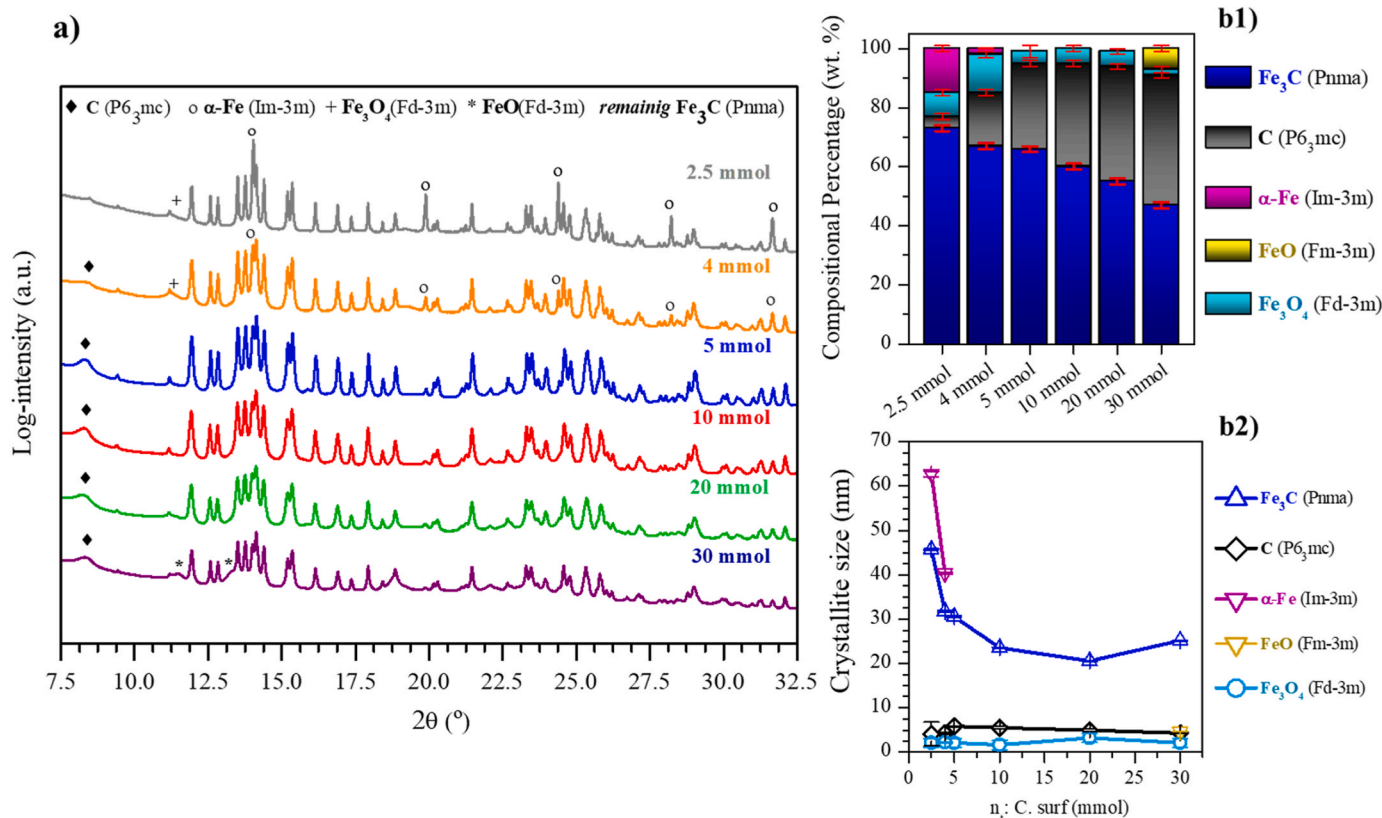 a)
◆ C (P6₃mc) o α-Fe (Im-3m) + Fe₃O₄(Fd-3m) * FeO(Fd-3m) remainig Fe₃C (Pnma)
2.5 mmol
4 mmol
5 mmol
10 mmol
20 mmol
30 mmol
Log-intensity (a.u.)
7.5 10.0 12.5 15.0 17.5 20.0 22.5 25.0 27.5 30.0 32.5
2θ (º)
b1)
Compositional Percentage (wt. %)
100
80
60
40
20
0
2.5 mmol 4 mmol 5 mmol 10 mmol 20 mmol 30 mmol
Fe₃C (Pnma)
C (P6₃mc)
α-Fe (Im-3m)
FeO (Fm-3m)
Fe₃O₄ (Fd-3m)
b2)
Crystallite size (nm)
70
60
50
40
30
20
10
0
0 5 10 15 20 25 30
C. surf (mmol)
Fe₃C (Pnma)
C (P6₃mc)
α-Fe (Im-3m)
FeO (Fm-3m)
Fe₃O₄ (Fd-3m)